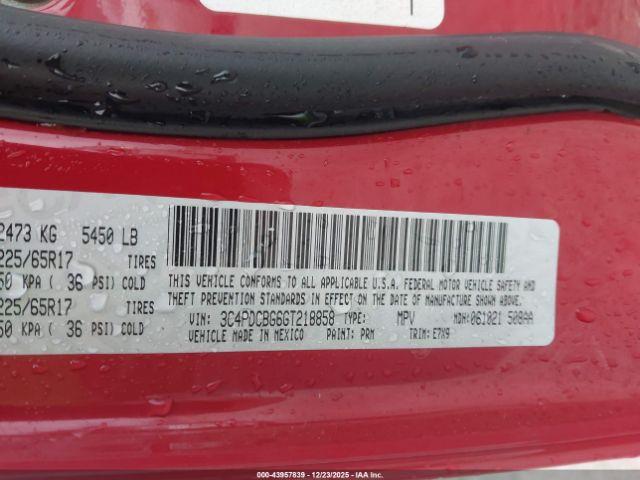 2473 KG 5450 LB
225/65R17 TIRES
50 KPA ( 36 PSI) COLD
225/65R17 TIRES
50 KPA ( 36 PSI) COLD
THIS VEHICLE CONFORMS TO ALL APPLICABLE U.S.A. FEDERAL MOTOR VEHICLE SAFETY AND
THEFT PREVENTION STANDARDS IN EFFECT ON THE DATE OF MANUFACTURE SHOWN ABOVE.
VIN: 3C4PDCBG6GT218858 TYPE: MPV MDH:061021 508AA
VEHICLE MADE IN MEXICO PAINT: PRM TRIM: E7X9
000-43957839 - 12/23/2025 - IAA Inc.